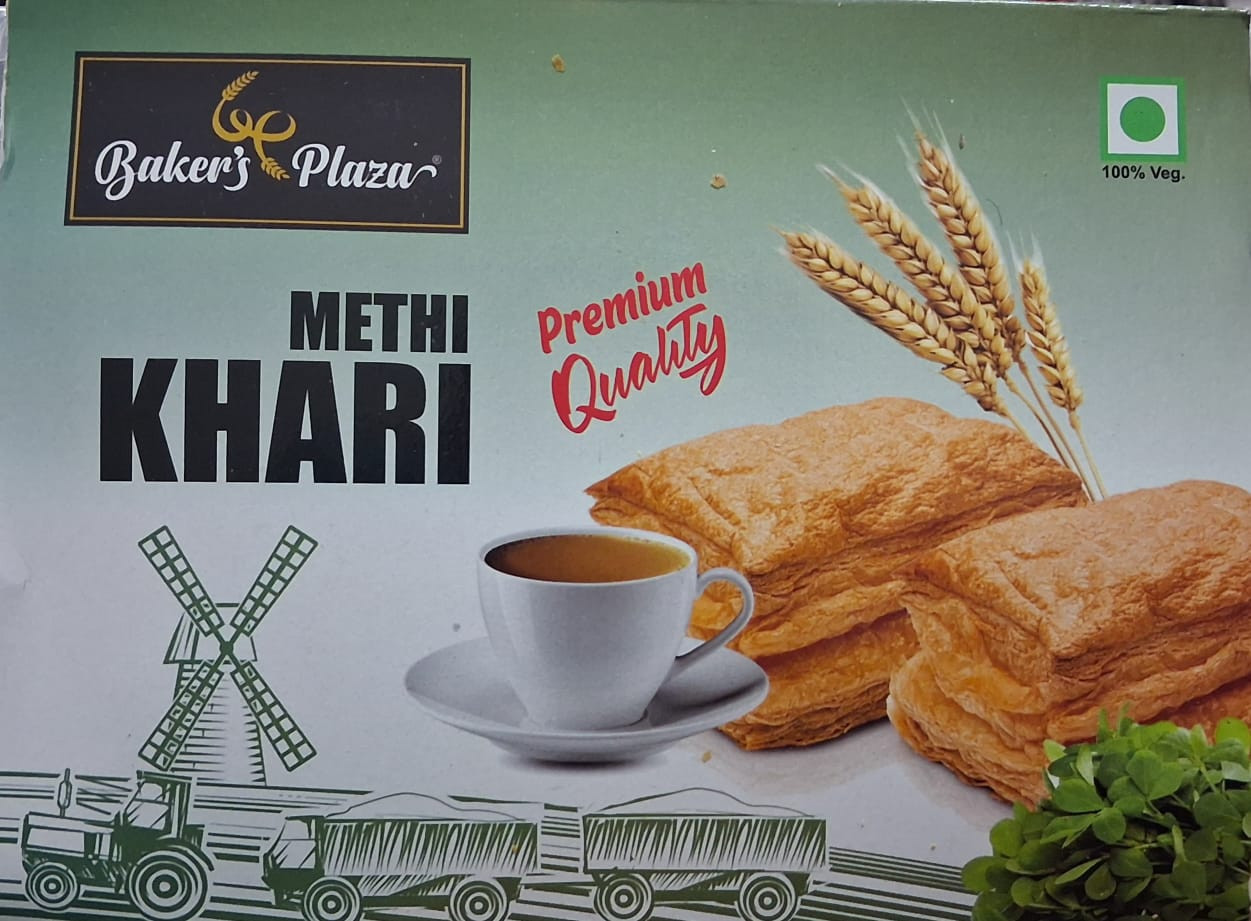 Baker's Plaza®
100% Veg.
METHI
KHARI
Premium
Quality